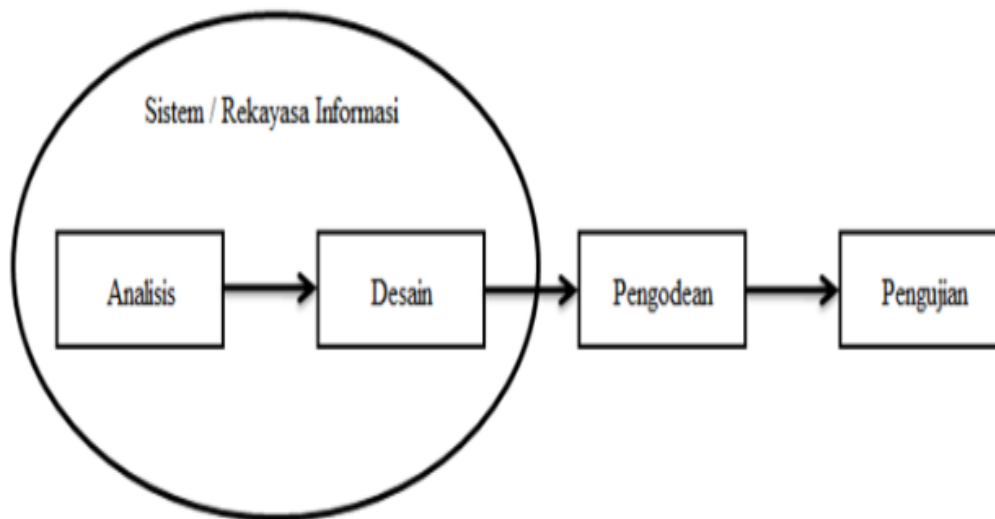 Sistem / Rekayasa Informasi
Analisis
Desain
Pengodean
Pengujian